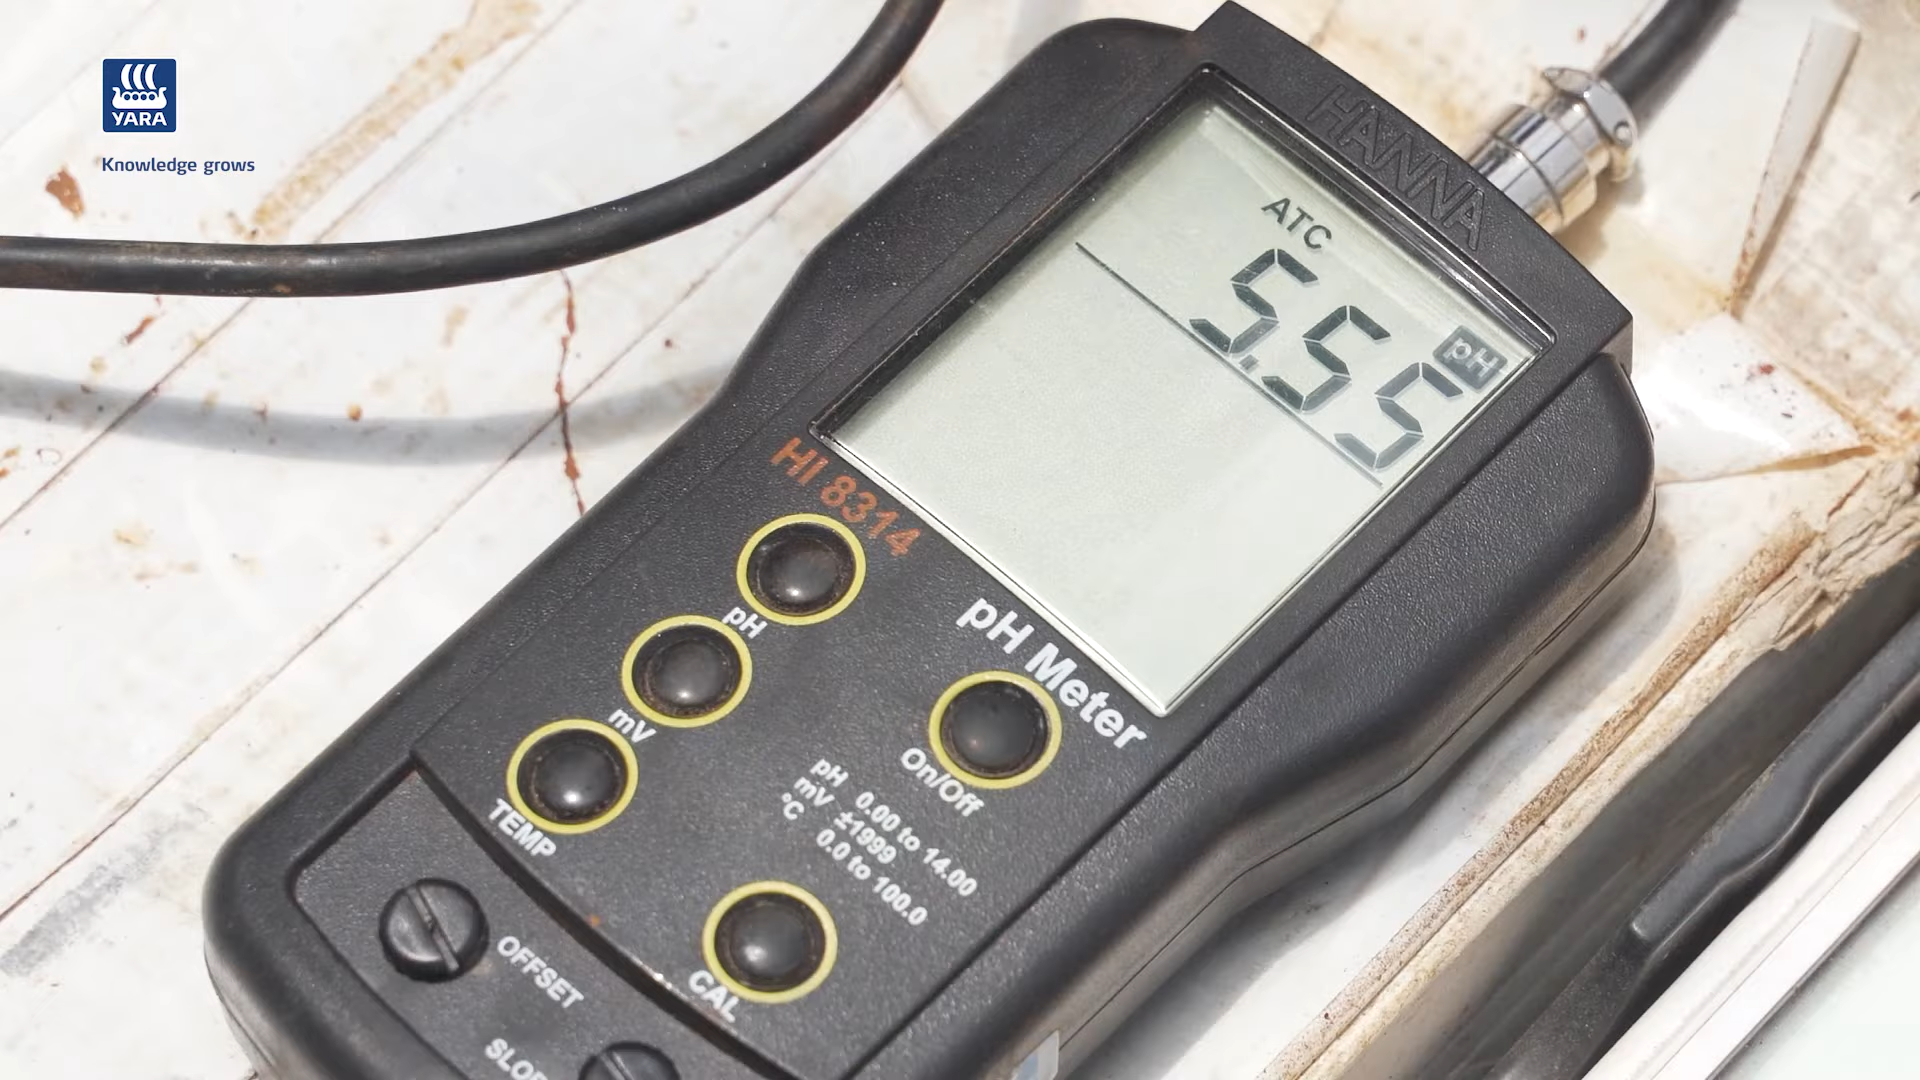 YARA
Knowledge grows
HANNA
ATC
5.55
pH
HI 8314
pH Meter
pH
mV
TEMP
On/Off
pH 0.00 to 14.00
mV ±1999
°C 0.0 to 100.0
CAL
OFFSET